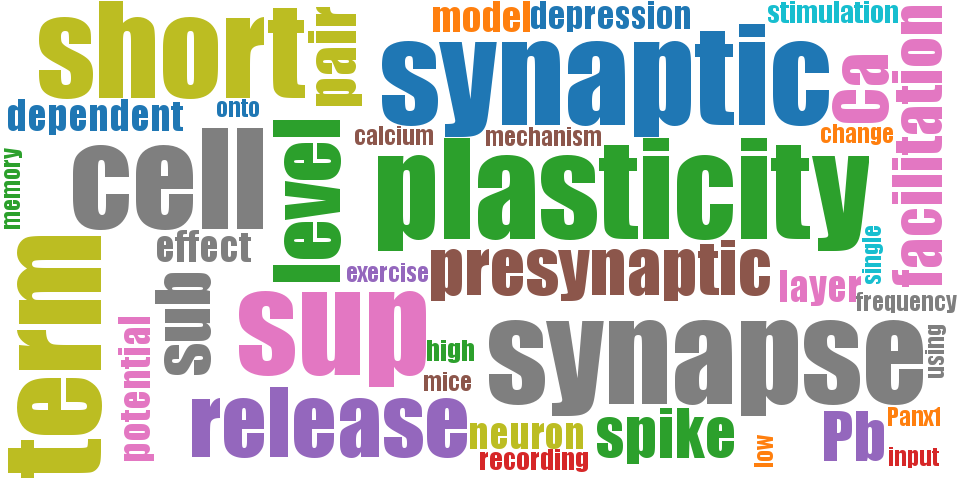 short
pair
model
depression
stimulation
synaptic
ca
facilitation
dependent
onto
calcium
mechanism
change
memory
cell
level
plasticity
effect
term
sub
exercise
presynaptic
layer
single
frequency
potential
sup
high
mice
synapse
using
release
neuron
recording
spike
low
Pb
Panx1
input